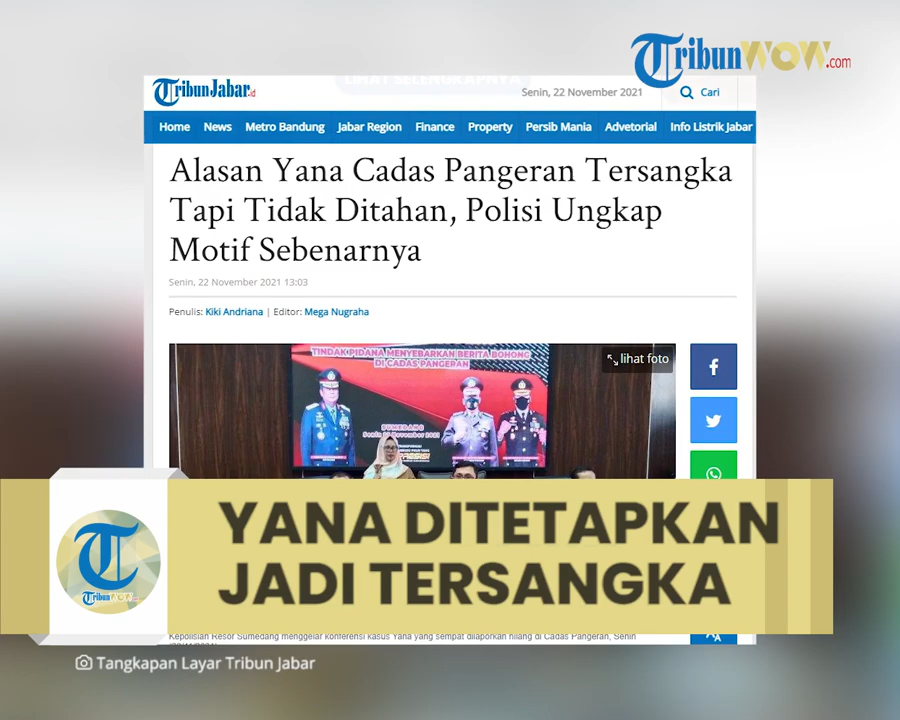 TribunWOW.com
LIHAT SELENGKAPNYA
TribunJabar.id
Senin, 22 November 2021
Cari
Home News Metro Bandung Jabar Region Finance Property Persib Mania Advetorial Info Listrik Jabar
Alasan Yana Cadas Pangeran Tersangka
Tapi Tidak Ditahan, Polisi Ungkap
Motif Sebenarnya
Senin, 22 November 2021 13:03
Penulis: Kiki Andriana | Editor: Mega Nugraha
TINDAK PIDANA MENYEBARKAN BERITA BOHONG
DI CADAS PANGERAN
lihat foto
SUMEDANG
YANA DITETAPKAN
JADI TERSANGKA
TribunWOW
Kepolisian Resor Sumedang menggelar konferensi kasus Yana yang sempat dilaporkan hilang di Cadas Pangeran, Senin
Tangkapan Layar Tribun Jabar